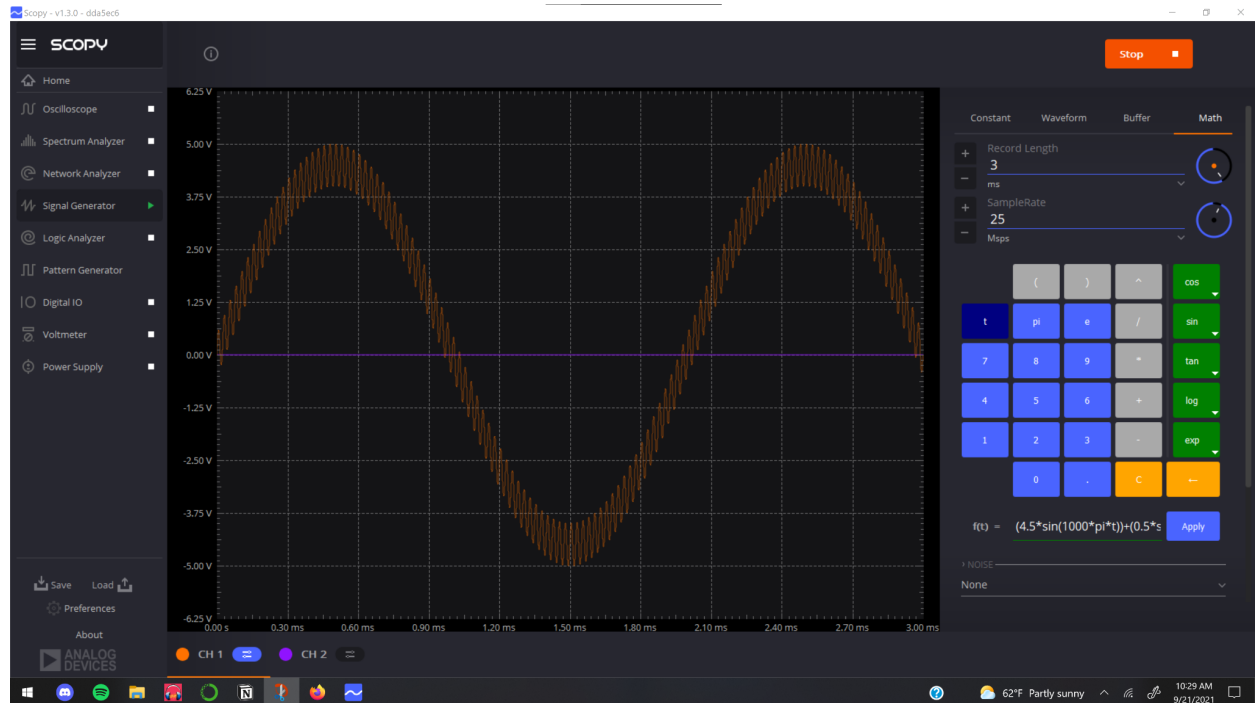 Scopy - v1.3.0 - dda5ec6
SCOPY
Stop
Home
Oscilloscope
Spectrum Analyzer
Network Analyzer
Signal Generator
Logic Analyzer
Pattern Generator
Digital IO
Voltmeter
Power Supply
Save Load
Preferences
About
ANALOG
DEVICES
6.25 V
5.00 V
3.75 V
2.50 V
1.25 V
0.00 V
-1.25 V
-2.50 V
-3.75 V
-5.00 V
-6.25 V
0.00 s 0.30 ms 0.60 ms 0.90 ms 1.20 ms 1.50 ms 1.80 ms 2.10 ms 2.40 ms 2.70 ms 3.00 ms
CH 1 CH 2
Constant Waveform Buffer Math
Record Length
+ 3
- ms
SampleRate
+ 25
- Msps
( ) ^ cos
t pi e / sin
7 8 9 * tan
4 5 6 + log
1 2 3 - exp
0 . C ←
f(t) = (4.5*sin(1000*pi*t))+(0.5*s Apply
NOISE
None
62°F Partly sunny
10:29 AM
9/21/2021